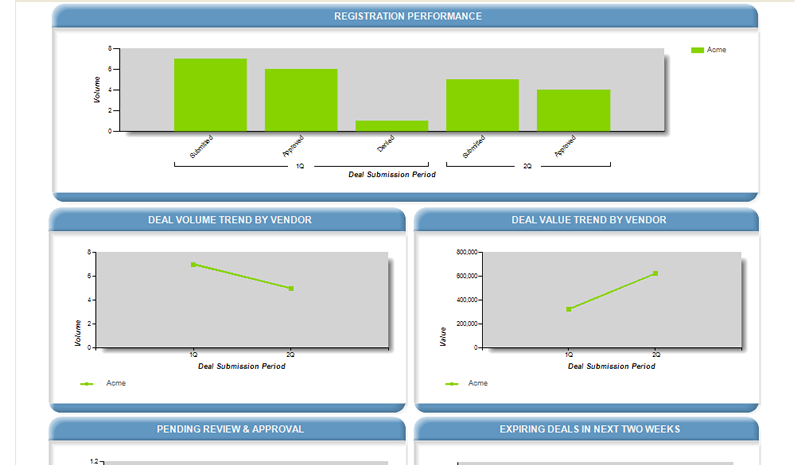 REGISTRATION PERFORMANCE
8
6
4
2
0
Volume
Acme
Submitted
Approved
Denied
Submitted
Approved
1Q
2Q
Deal Submission Period
DEAL VOLUME TREND BY VENDOR
8
6
4
2
0
Volume
1Q
2Q
Deal Submission Period
Acme
DEAL VALUE TREND BY VENDOR
800,000
600,000
400,000
200,000
0
Value
1Q
2Q
Deal Submission Period
Acme
PENDING REVIEW & APPROVAL
1.2
EXPIRING DEALS IN NEXT TWO WEEKS